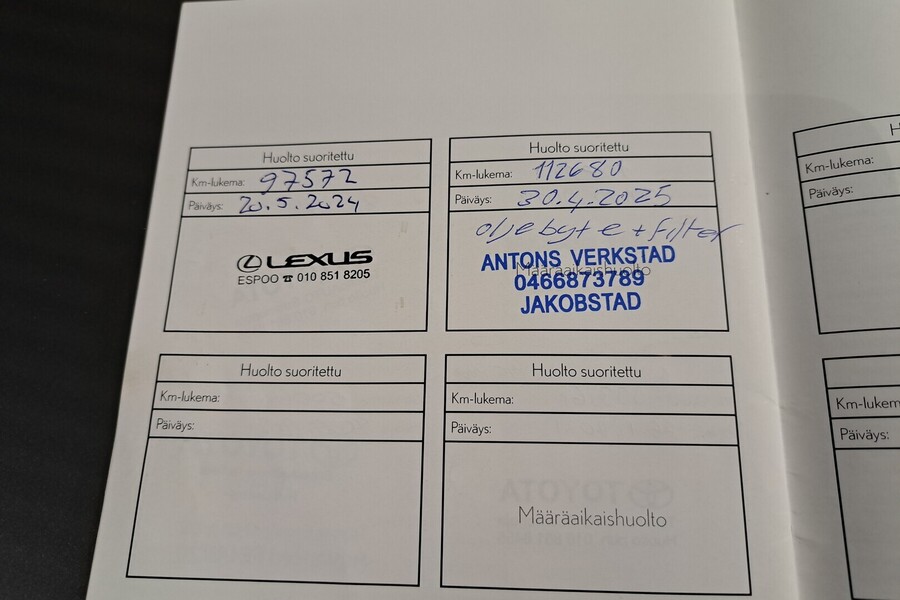 Huolto suoritettu
Km-lukema: 97572
Päiväys: 20.5.2024
LEXUS
ESPOO ☎ 010 851 8205
Huolto suoritettu
Km-lukema: 112680
Päiväys: 30.4.2025
oljebyte + filter
ANTONS VERKSTAD
Määräaikaishuolto
0466873789
JAKOBSTAD
H
Km-lukema:
Päiväys:
Huolto suoritettu
Km-lukema:
Päiväys:
Huolto suoritettu
Km-lukema:
Päiväys:
TOYOTA
Määräaikaishuolto
Km-lukem
Päiväys: